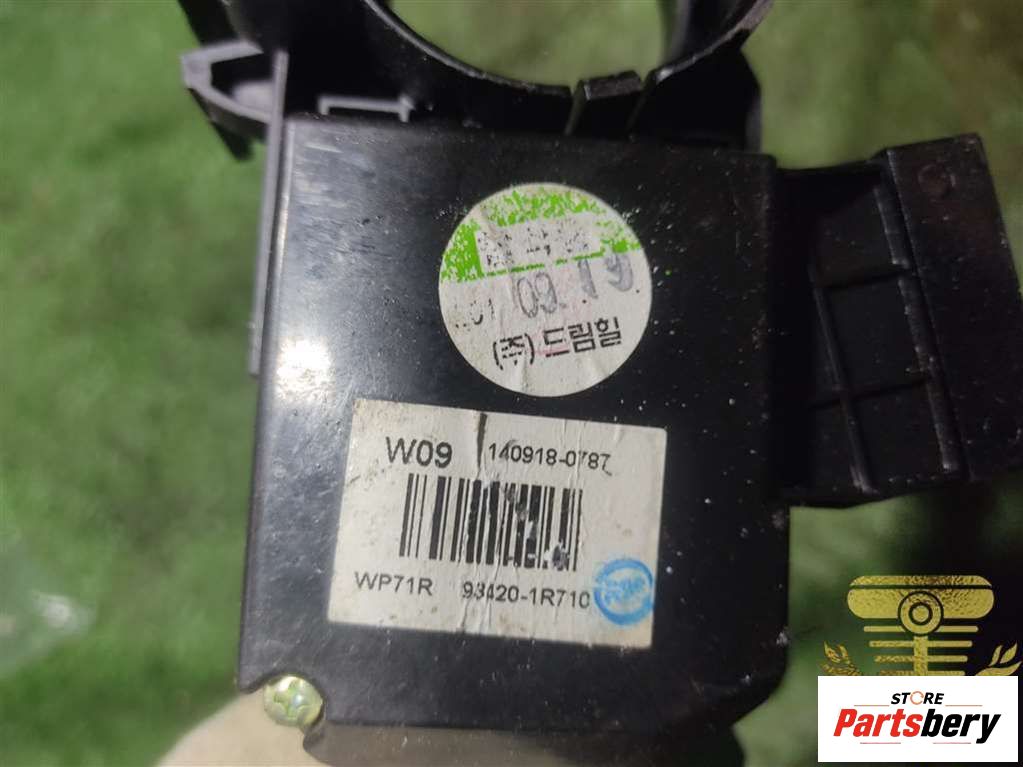 09.19
(주)드림힐
W09 140918-0787
WP71R 93420-1R710
STORE
Partsbery